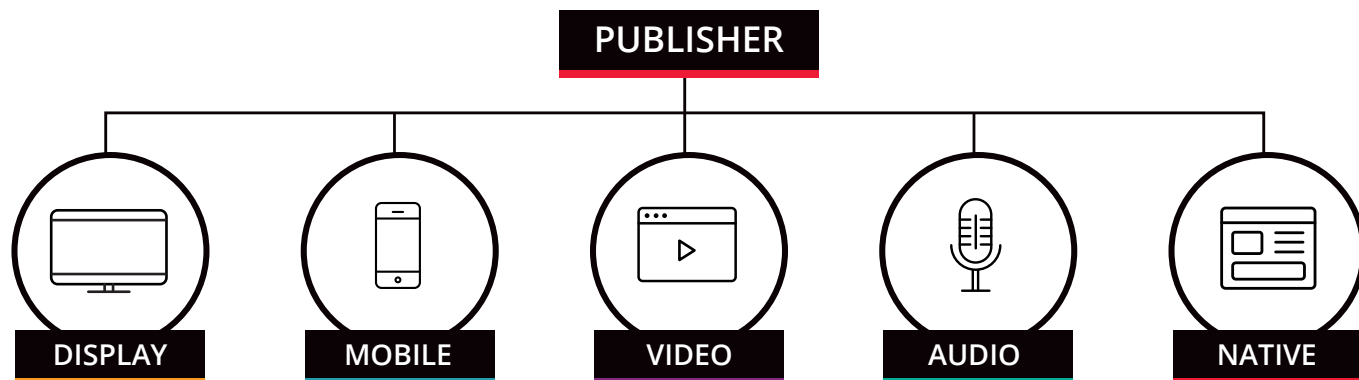 PUBLISHER
DISPLAY
MOBILE
VIDEO
AUDIO
NATIVE